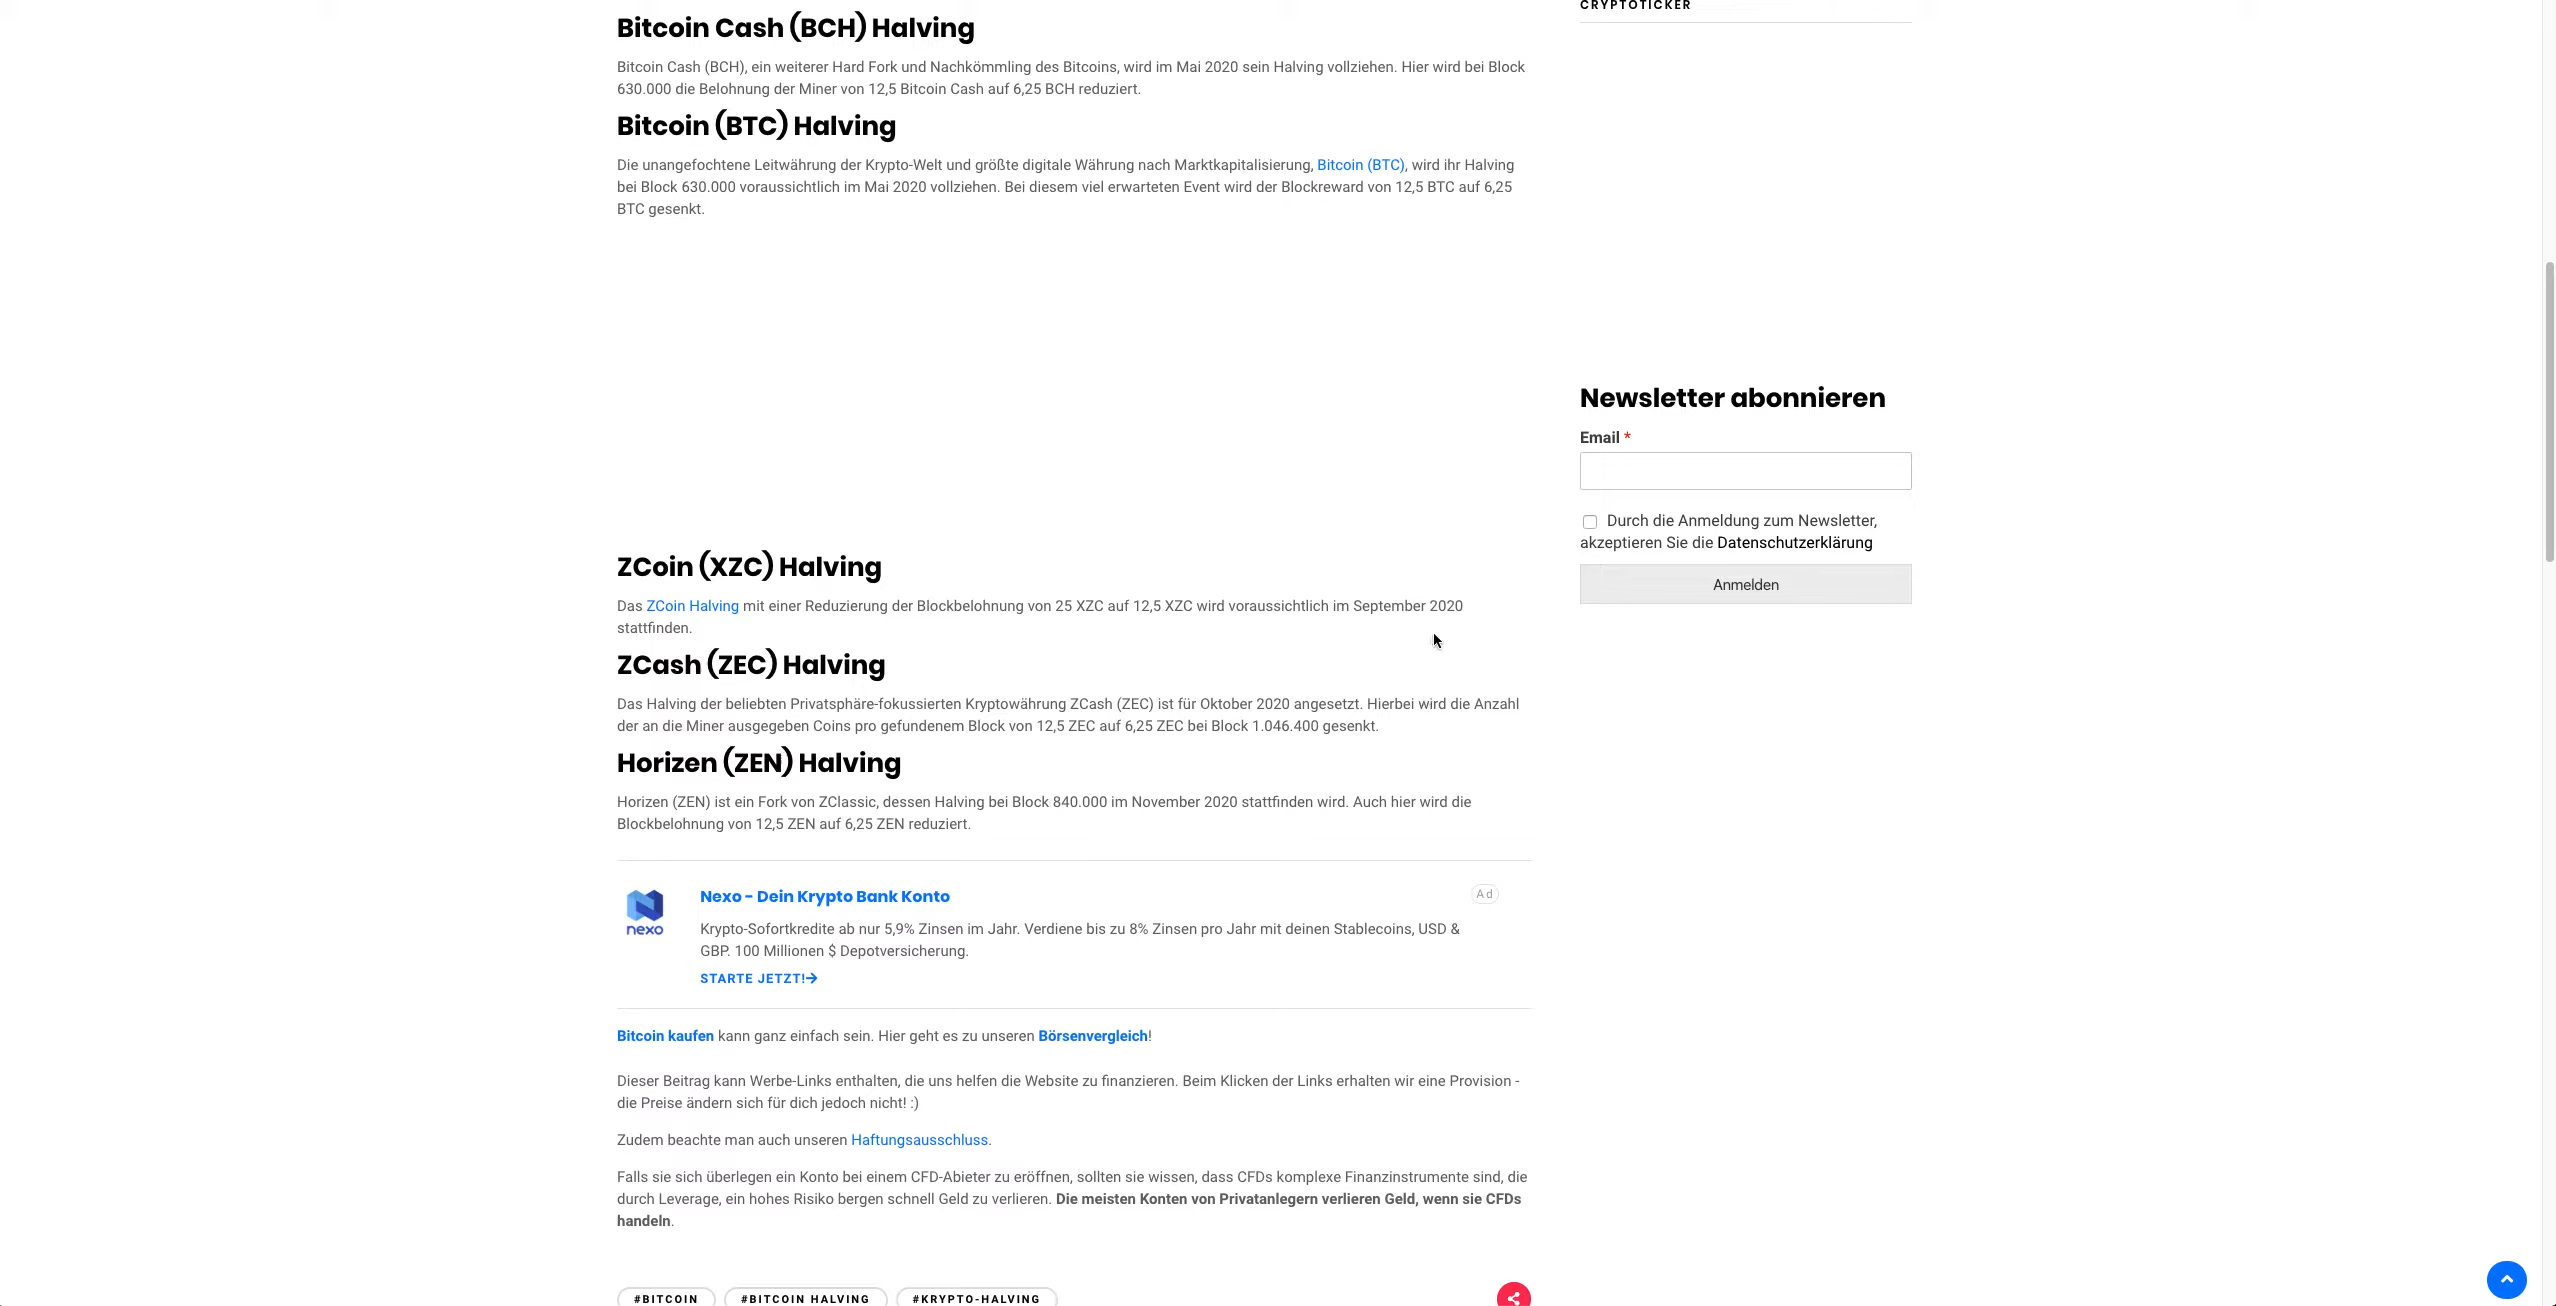 CRYPTOTICKER
Bitcoin Cash (BCH) Halving
Bitcoin Cash (BCH), ein weiterer Hard Fork und Nachkömmling des Bitcoins, wird im Mai 2020 sein Halving vollziehen. Hier wird bei Block
630.000 die Belohnung der Miner von 12,5 Bitcoin Cash auf 6,25 BCH reduziert.
Bitcoin (BTC) Halving
Die unangefochtene Leitwährung der Krypto-Welt und größte digitale Währung nach Marktkapitalisierung, Bitcoin (BTC), wird ihr Halving
bei Block 630.000 voraussichtlich im Mai 2020 vollziehen. Bei diesem viel erwarteten Event wird der Blockreward von 12,5 BTC auf 6,25
BTC gesenkt.
ZCoin (XZC) Halving
Das ZCoin Halving mit einer Reduzierung der Blockbelohnung von 25 XZC auf 12,5 XZC wird voraussichtlich im September 2020
stattfinden.
ZCash (ZEC) Halving
Das Halving der beliebten Privatsphäre-fokussierten Kryptowährung ZCash (ZEC) ist für Oktober 2020 angesetzt. Hierbei wird die Anzahl
der an die Miner ausgegeben Coins pro gefundenem Block von 12,5 ZEC auf 6,25 ZEC bei Block 1.046.400 gesenkt.
Horizen (ZEN) Halving
Horizen (ZEN) ist ein Fork von ZClassic, dessen Halving bei Block 840.000 im November 2020 stattfinden wird. Auch hier wird die
Blockbelohnung von 12,5 ZEN auf 6,25 ZEN reduziert.
nexo
Nexo - Dein Krypto Bank Konto
Ad
Krypto-Sofortkredite ab nur 5,9% Zinsen im Jahr. Verdiene bis zu 8% Zinsen pro Jahr mit deinen Stablecoins, USD &
GBP. 100 Millionen $ Depotversicherung.
STARTE JETZT!
Bitcoin kaufen kann ganz einfach sein. Hier geht es zu unseren Börsenvergleich!
Dieser Beitrag kann Werbe-Links enthalten, die uns helfen die Website zu finanzieren. Beim Klicken der Links erhalten wir eine Provision -
die Preise ändern sich für dich jedoch nicht! :)
Zudem beachte man auch unseren Haftungsausschluss.
Falls sie sich überlegen ein Konto bei einem CFD-Abieter zu eröffnen, sollten sie wissen, dass CFDs komplexe Finanzinstrumente sind, die
durch Leverage, ein hohes Risiko bergen schnell Geld zu verlieren. Die meisten Konten von Privatanlegern verlieren Geld, wenn sie CFDs
handeln.
#BITCOIN
#BITCOIN HALVING
#KRYPTO-HALVING
Newsletter abonnieren
Email *
Durch die Anmeldung zum Newsletter,
akzeptieren Sie die Datenschutzerklärung
Anmelden